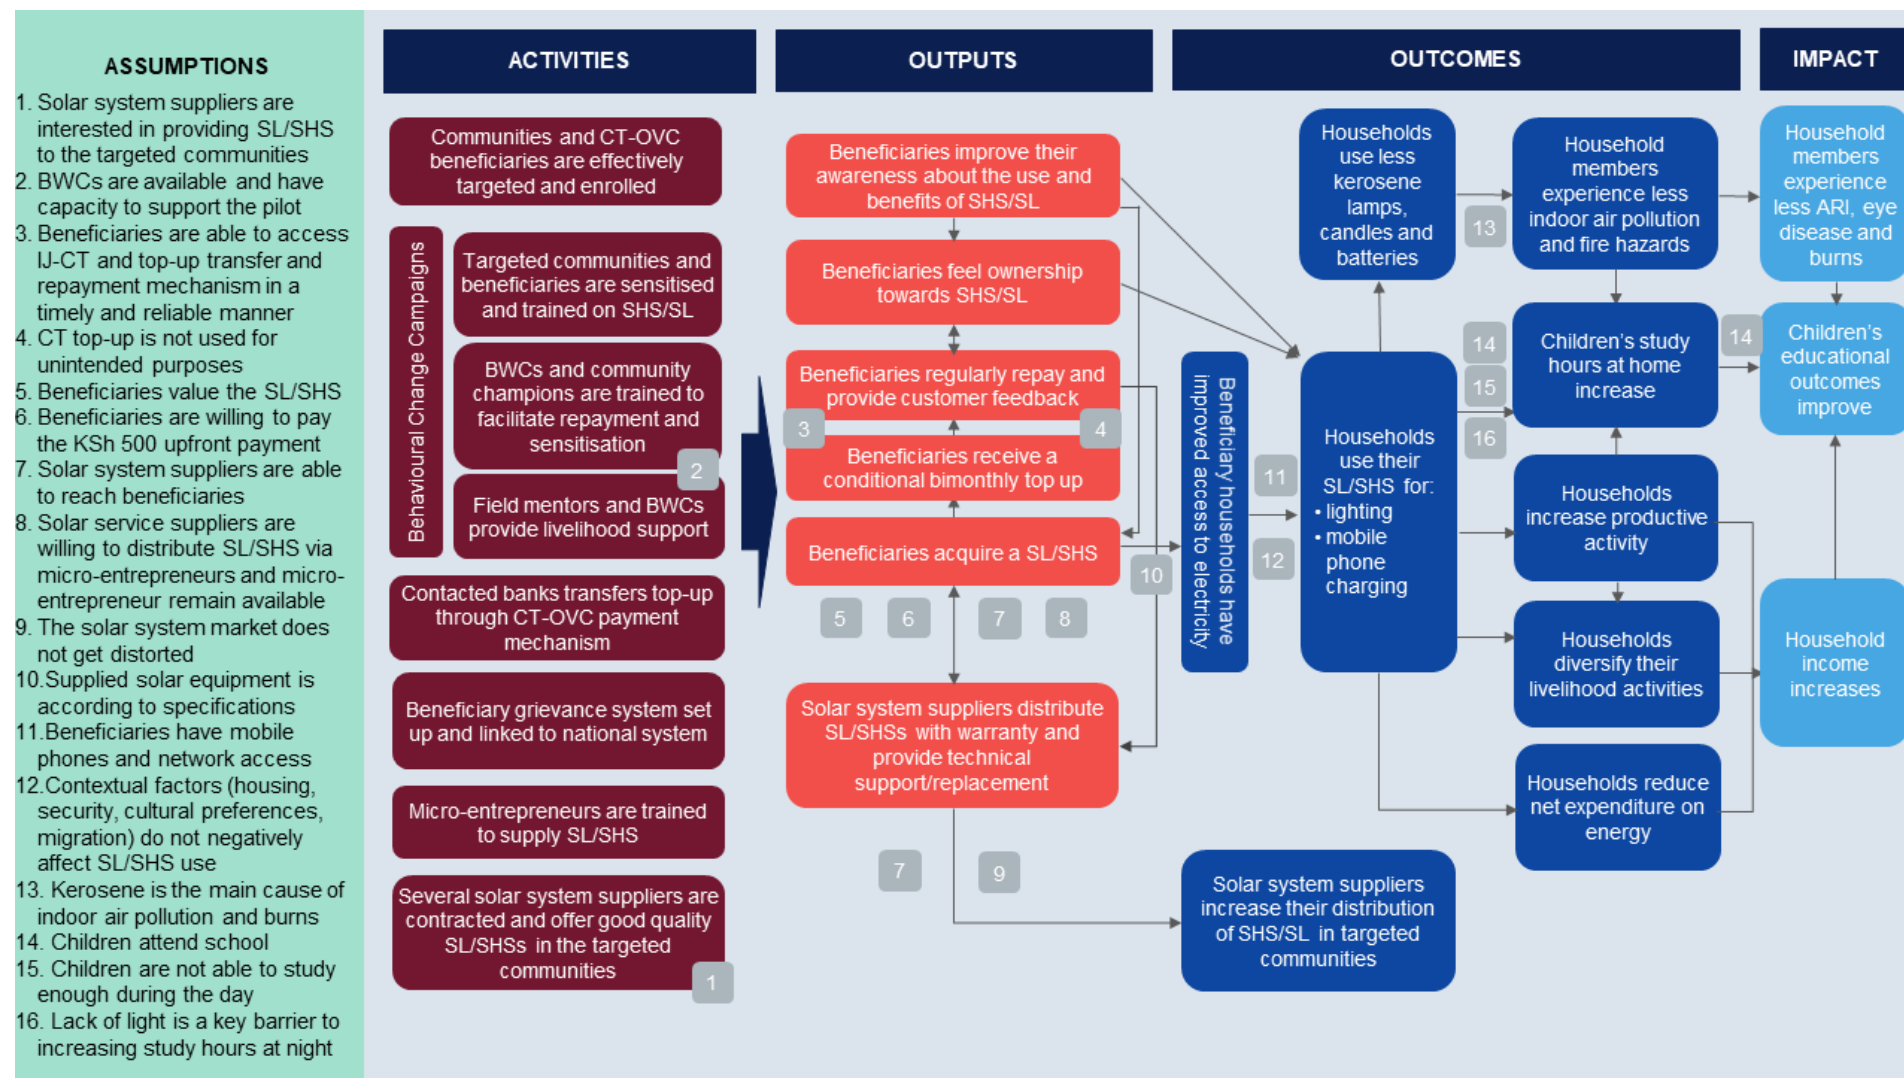 ASSUMPTIONS
1. Solar system suppliers are
interested in providing SL/SHS
to the targeted communities
2. BWCs are available and have
capacity to support the pilot
3. Beneficiaries are able to access
IJ-CT and top-up transfer and
repayment mechanism in a
timely and reliable manner
4. CT top-up is not used for
unintended purposes
5. Beneficiaries value the SL/SHS
6. Beneficiaries are willing to pay
the KSh 500 upfront payment
7. Solar system suppliers are able
to reach beneficiaries
8. Solar service suppliers are
willing to distribute SL/SHS via
micro-entrepreneurs and micro-
entrepreneur remain available
9. The solar system market does
not get distorted
10.Supplied solar equipment is
according to specifications
11.Beneficiaries have mobile
phones and network access
12.Contextual factors (housing,
security, cultural preferences,
migration) do not negatively
affect SL/SHS use
13. Kerosene is the main cause of
indoor air pollution and burns
14. Children attend school
15. Children are not able to study
enough during the day
16. Lack of light is a key barrier to
increasing study hours at night
ACTIVITIES
Communities and CT-OVC
beneficiaries are effectively
targeted and enrolled
Behavioural Change Campaigns
Targeted communities and
beneficiaries are sensitised
and trained on SHS/SL
BWCs and community
champions are trained to
facilitate repayment and
sensitisation
2
Field mentors and BWCs
provide livelihood support
Contacted banks transfers top-up
through CT-OVC payment
mechanism
Beneficiary grievance system set
up and linked to national system
Micro-entrepreneurs are trained
to supply SL/SHS
Several solar system suppliers are
contracted and offer good quality
SL/SHSs in the targeted
communities
1
OUTPUTS
Beneficiaries improve their
awareness about the use and
benefits of SHS/SL
Beneficiaries feel ownership
towards SHS/SL
Beneficiaries regularly repay and
provide customer feedback
3
4
Beneficiaries receive a
conditional bimonthly top up
Beneficiaries acquire a SL/SHS
10
5
6
7
8
Solar system suppliers distribute
SL/SHSs with warranty and
provide technical
support/replacement
7
9
OUTCOMES
Beneficiary households have
improved access to electricity
11
12
Households
use less
kerosene
lamps,
candles and
batteries
13
Households
use their
SL/SHS for:
• lighting
• mobile
phone
charging
14
15
16
Household
members
experience less
indoor air pollution
and fire hazards
Children's study
hours at home
increase
14
Households
increase productive
activity
Households
diversify their
livelihood activities
Households reduce
net expenditure on
energy
Solar system suppliers
increase their distribution
of SHS/SL in targeted
communities
IMPACT
Household
members
experience
less ARI, eye
disease and
burns
Children's
educational
outcomes
improve
Household
income
increases